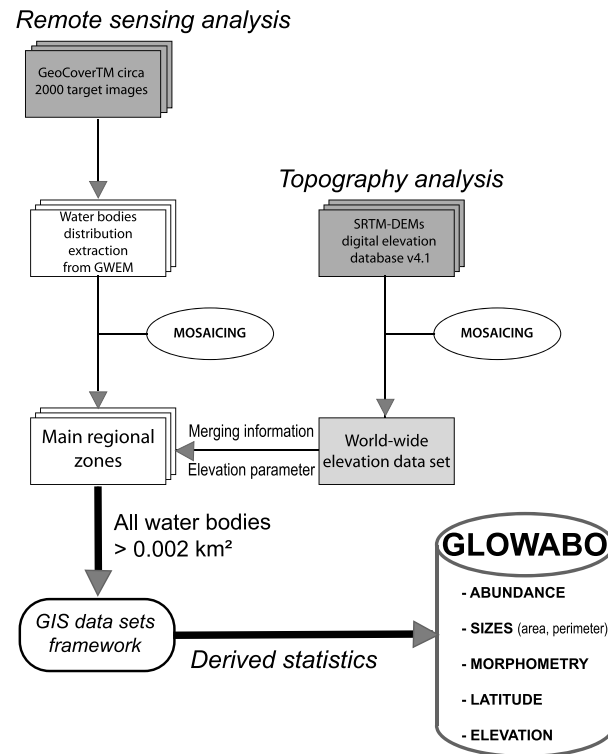 Remote sensing analysis
GeoCoverTM circa
2000 target images
Topography analysis
Water bodies
distribution
extraction
from GWEM
SRTM-DEMs
digital elevation
database v4.1
MOSAICING
MOSAICING
Main regional
zones
Merging information
Elevation parameter
World-wide
elevation data set
All water bodies
> 0.002 km²
GIS data sets
framework
Derived statistics
GLOWABO
- ABUNDANCE
- SIZES (area, perimeter)
- MORPHOMETRY
- LATITUDE
- ELEVATION